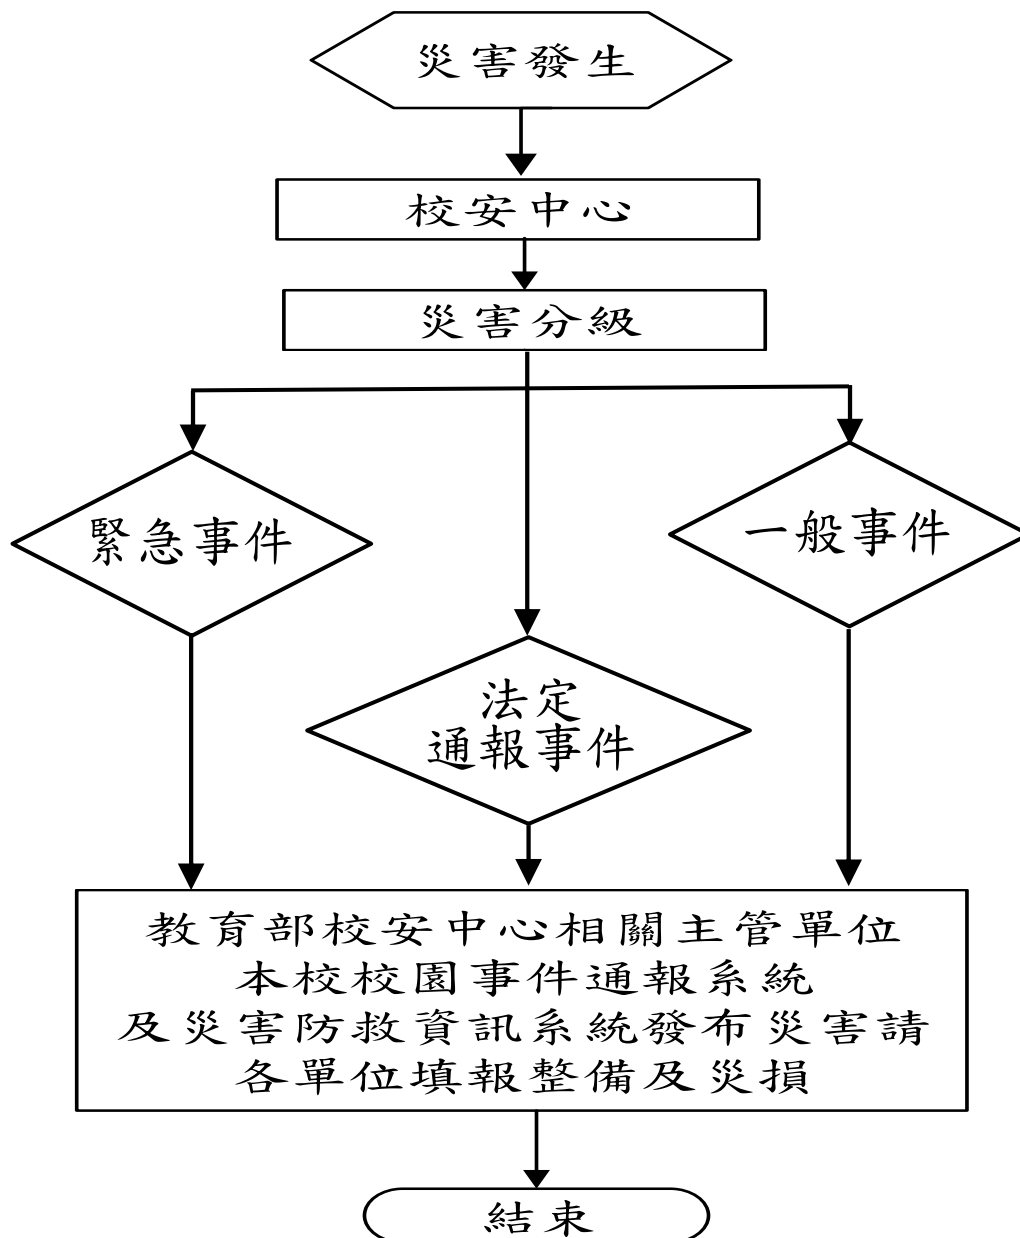 災害發生
校安中心
災害分級
緊急事件
一般事件
法定
通報事件
教育部校安中心相關主管單位
本校校園事件通報系統
及災害防救資訊系統發布災害請
各單位填報整備及災損
結束